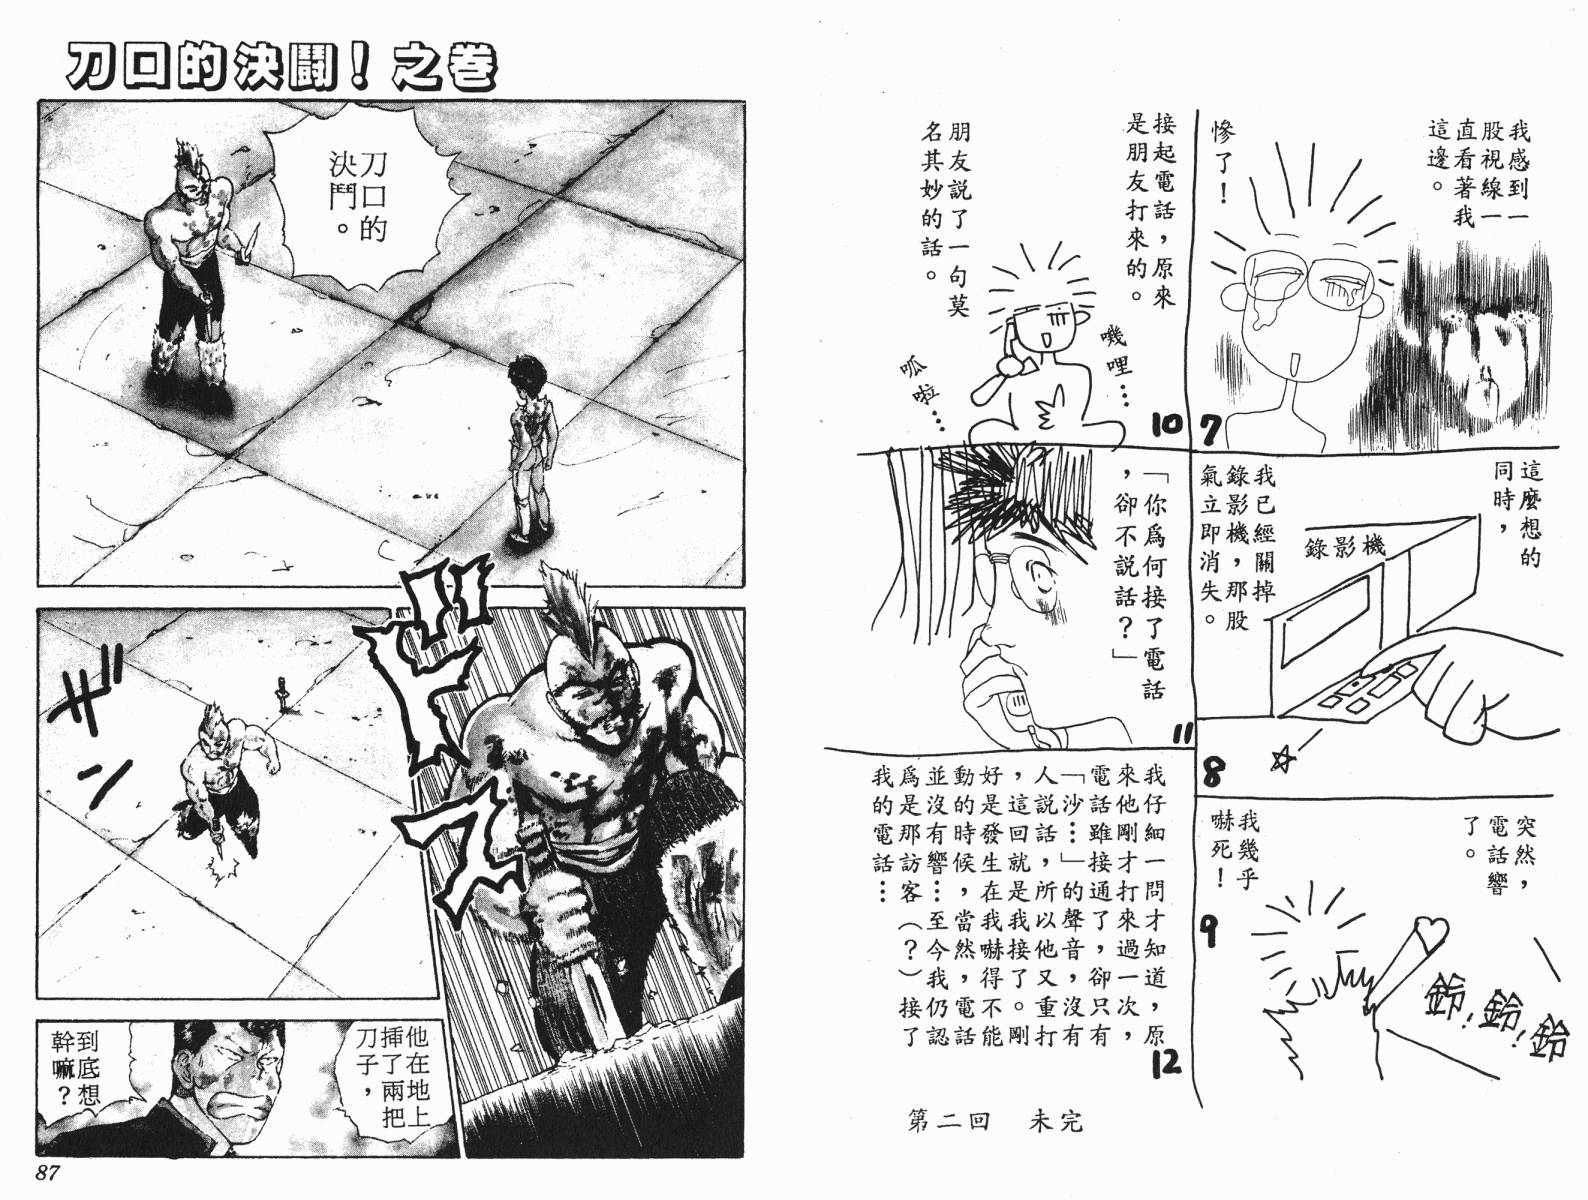 我感到一
股視線一
直看著我
這邊。
慘了！
7
這麼想的
同時，
錄影機
我已經關掉
錄影機，那股
氣立即消失。
8
突然，
電話響
了。
我幾乎
嚇死！
鈴！鈴！鈴
9
接起電話，原來
是朋友打來的。
朋友說了一句莫
名其妙的話。
嘰哩…
呱啦…
10
「你爲何接了電話
，卻不說話？」
11
我仔細一問才知道，原
來他剛才打來過一次，
電話雖接通了，卻只有
「沙…」的聲音，沒有
人說話，所以他又重打
，這回就是我接了。剛
好是發生在我嚇得不能
動的時候，當然，電話
並沒有響…至今我仍認
爲是那訪客（？）接了
我的電話…
12
第二回　未完
刀口的決鬪！之卷
刀口的
決鬥。
他在地上
插了兩把
刀子，
到底想
幹嘛？
87